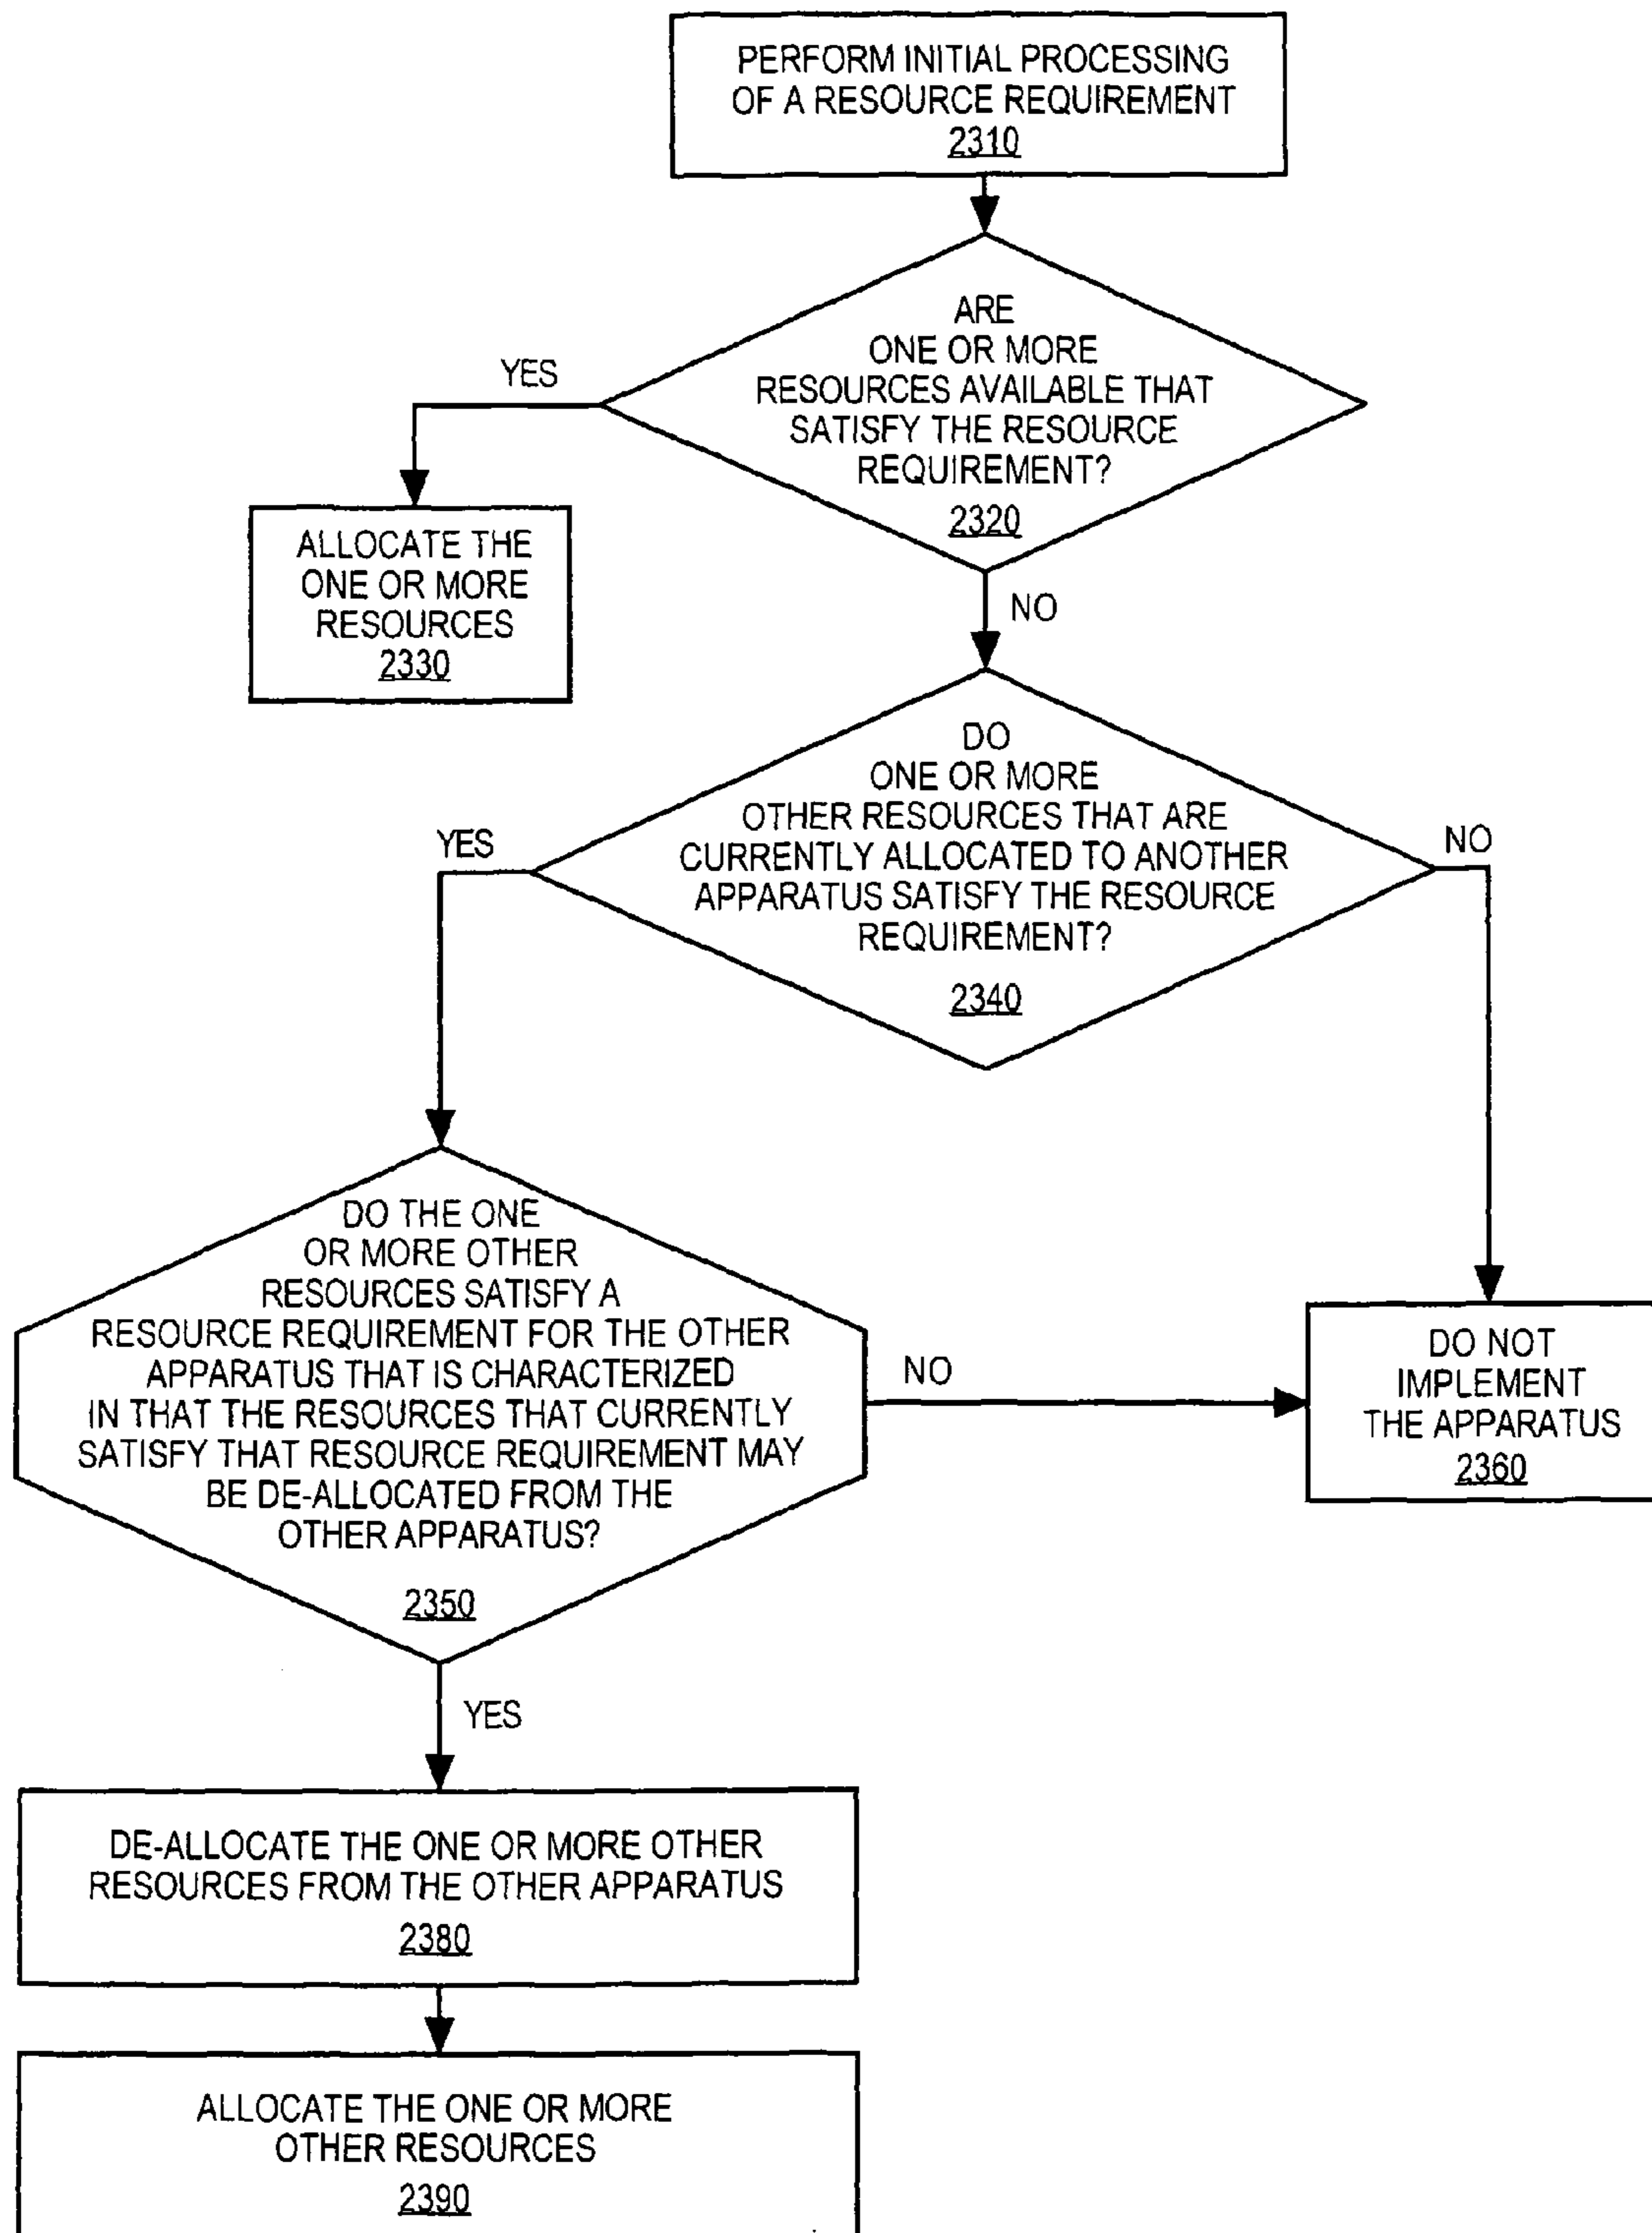 PERFORM INITIAL PROCESSING
OF A RESOURCE REQUIREMENT
2310
ARE
ONE OR MORE
RESOURCES AVAILABLE THAT
SATISFY THE RESOURCE
REQUIREMENT?
2320
YES
ALLOCATE THE
ONE OR MORE
RESOURCES
2330
NO
DO
ONE OR MORE
OTHER RESOURCES THAT ARE
CURRENTLY ALLOCATED TO ANOTHER
APPARATUS SATISFY THE RESOURCE
REQUIREMENT?
2340
YES
NO
DO THE ONE
OR MORE OTHER
RESOURCES SATISFY A
RESOURCE REQUIREMENT FOR THE OTHER
APPARATUS THAT IS CHARACTERIZED
IN THAT THE RESOURCES THAT CURRENTLY
SATISFY THAT RESOURCE REQUIREMENT MAY
BE DE-ALLOCATED FROM THE
OTHER APPARATUS?
2350
NO
DO NOT
IMPLEMENT
THE APPARATUS
2360
YES
DE-ALLOCATE THE ONE OR MORE OTHER
RESOURCES FROM THE OTHER APPARATUS
2380
ALLOCATE THE ONE OR MORE
OTHER RESOURCES
2390